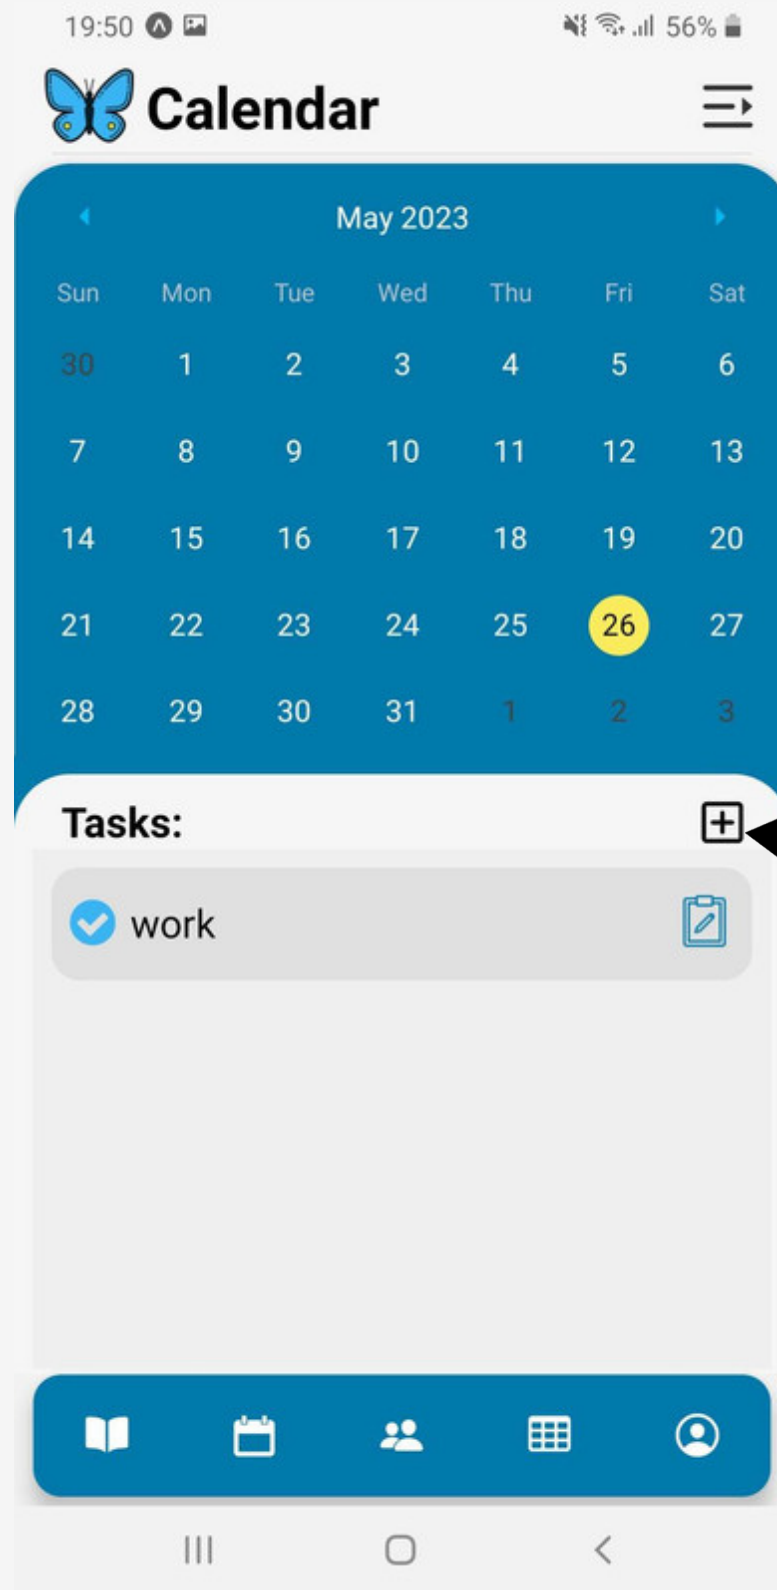 19:50 56%
Calendar
May 2023
Sun Mon Tue Wed Thu Fri Sat
30 1 2 3 4 5 6
7 8 9 10 11 12 13
14 15 16 17 18 19 20
21 22 23 24 25 26 27
28 29 30 31 1 2 3
Tasks:
work